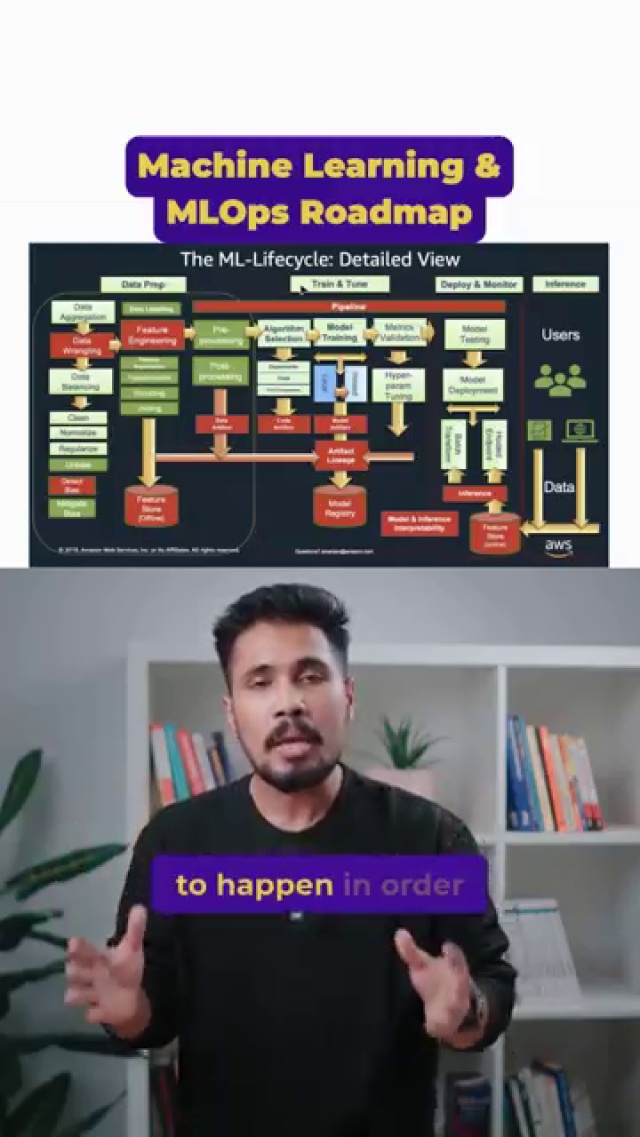 Machine Learning &
MLOps Roadmap
The ML-Lifecycle: Detailed View
Data Prep
Train & Tune
Deploy & Monitor
Inference
Pipeline
Data
Aggregation
Data
Wrangling
Data
Balancing
Clean
Normalize
Regularize
Unbias
Detect
Bias
Mitigate
Bias
Data Labelling
Feature
Engineering
Feature
Store
(Offline)
Pre-
processing
Post
processing
Data
Artifact
Algorithm
Selection
Code
Artifact
Model
Training
Model
Artifact
Artifact
Lineage
Model
Registry
Metrics
Validation
Hyper-
param
Tuning
Model & Inference
Interpretability
Model
Testing
Model
Deployment
Batch
Transform
Hosted
Endpoint
Inference
Feature
Store
Users
Data
aws
to happen in order